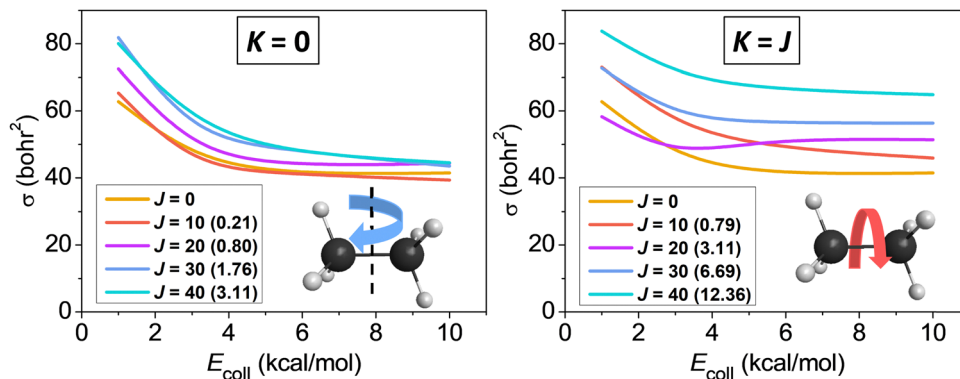 K = 0
80
60
40
20
0
σ (bohr²)
J = 0
J = 10 (0.21)
J = 20 (0.80)
J = 30 (1.76)
J = 40 (3.11)
0 2 4 6 8 10
E_coll (kcal/mol)
K = J
80
60
40
20
0
σ (bohr²)
J = 0
J = 10 (0.79)
J = 20 (3.11)
J = 30 (6.69)
J = 40 (12.36)
0 2 4 6 8 10
E_coll (kcal/mol)